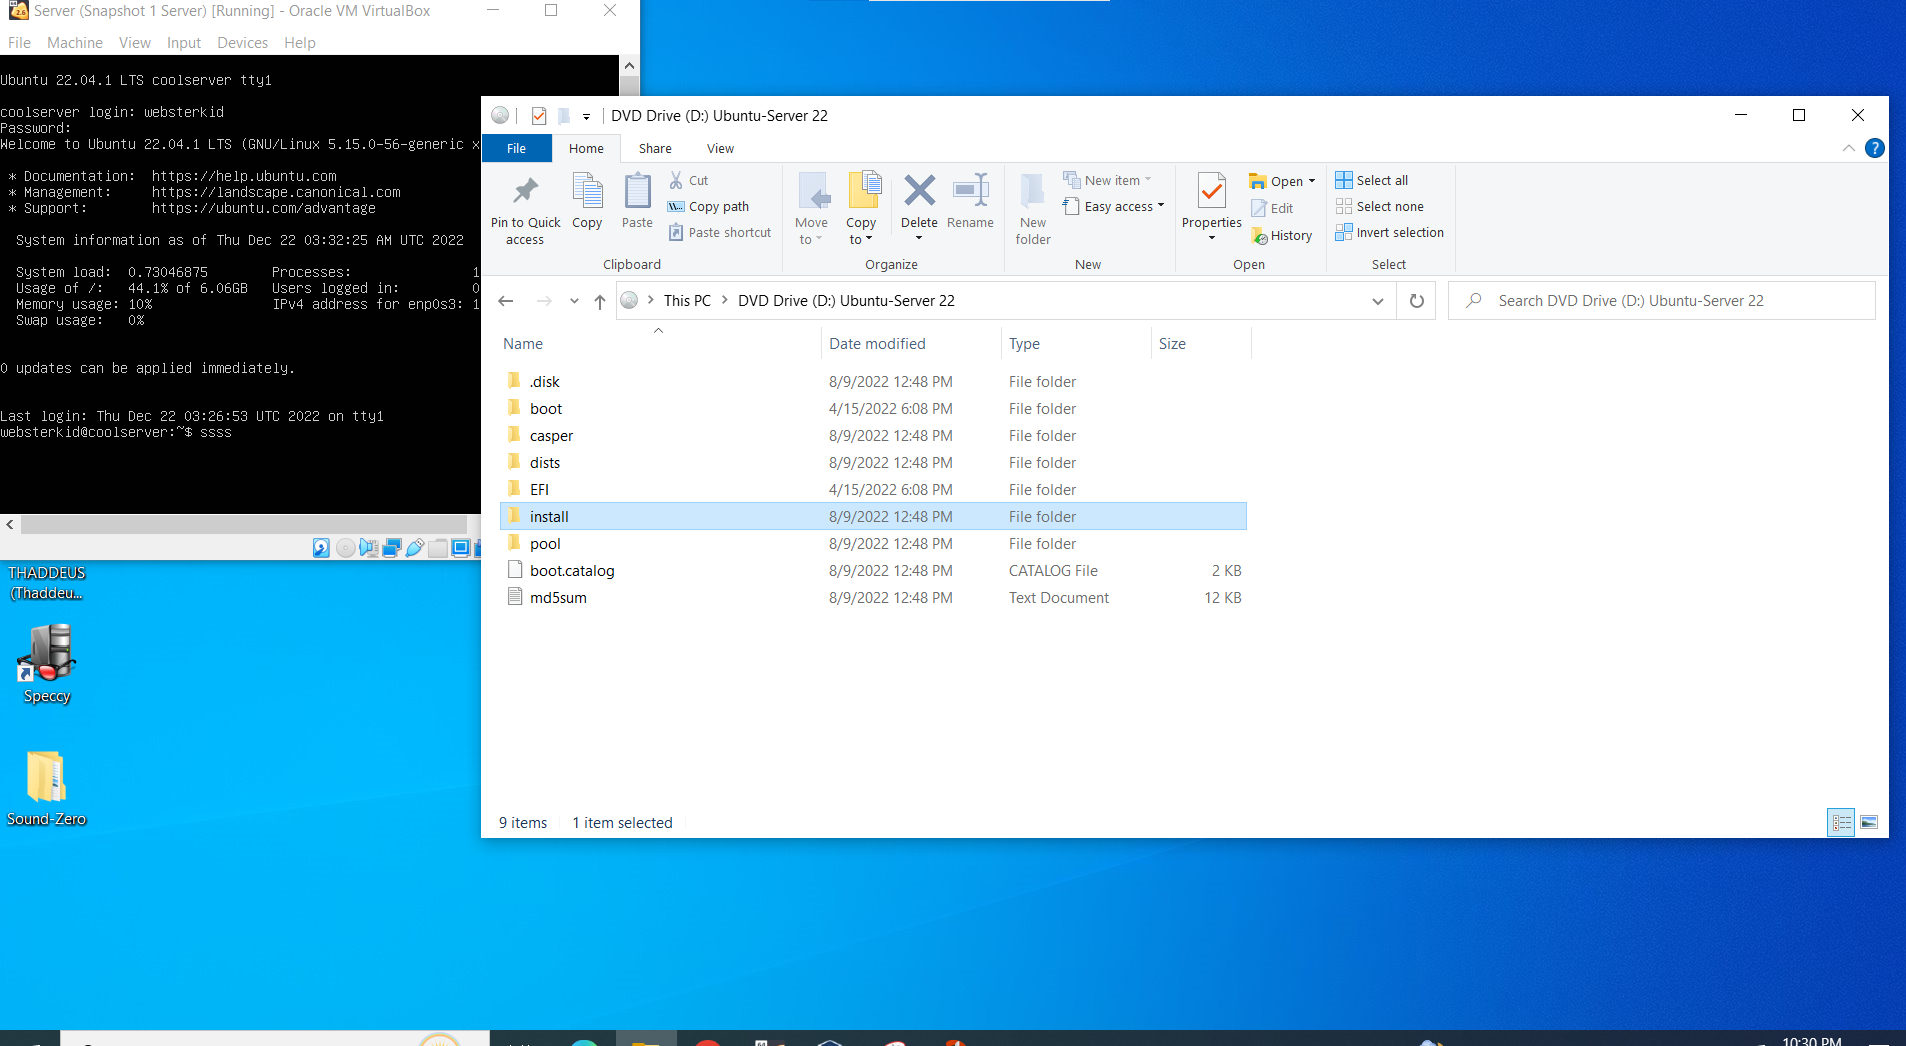 Server (Snapshot 1 Server) [Running] - Oracle VM VirtualBox
File Machine View Input Devices Help
Ubuntu 22.04.1 LTS coolserver tty1
coolserver login: websterkid
Password:
Welcome to Ubuntu 22.04.1 LTS (GNU/Linux 5.15.0-56-generic x
* Documentation: https://help.ubuntu.com
* Management: https://landscape.canonical.com
* Support: https://ubuntu.com/advantage
System information as of Thu Dec 22 03:32:25 AM UTC 2022
System load: 0.73046875 Processes: 1
Usage of /: 44.1% of 6.06GB Users logged in: 0
Memory usage: 10% IPv4 address for enp0s3: 1
Swap usage: 0%
0 updates can be applied immediately.
Last login: Thu Dec 22 03:26:53 UTC 2022 on tty1
websterkid@coolserver:~$ ssss
DVD Drive (D:) Ubuntu-Server 22
File Home Share View
Pin to Quick access
Copy
Paste
Cut
Copy path
Paste shortcut
Clipboard
Move to
Copy to
Delete
Rename
Organize
New folder
New item
Easy access
New
Properties
Open
Edit
History
Open
Select all
Select none
Invert selection
Select
This PC > DVD Drive (D:) Ubuntu-Server 22
Search DVD Drive (D:) Ubuntu-Server 22
Name Date modified Type Size
.disk 8/9/2022 12:48 PM File folder
boot 4/15/2022 6:08 PM File folder
casper 8/9/2022 12:48 PM File folder
dists 8/9/2022 12:48 PM File folder
EFI 4/15/2022 6:08 PM File folder
install 8/9/2022 12:48 PM File folder
pool 8/9/2022 12:48 PM File folder
boot.catalog 8/9/2022 12:48 PM CATALOG File 2 KB
md5sum 8/9/2022 12:48 PM Text Document 12 KB
9 items 1 item selected
THADDEUS
(Thaddeu...
Speccy
Sound-Zero
10:30 PM